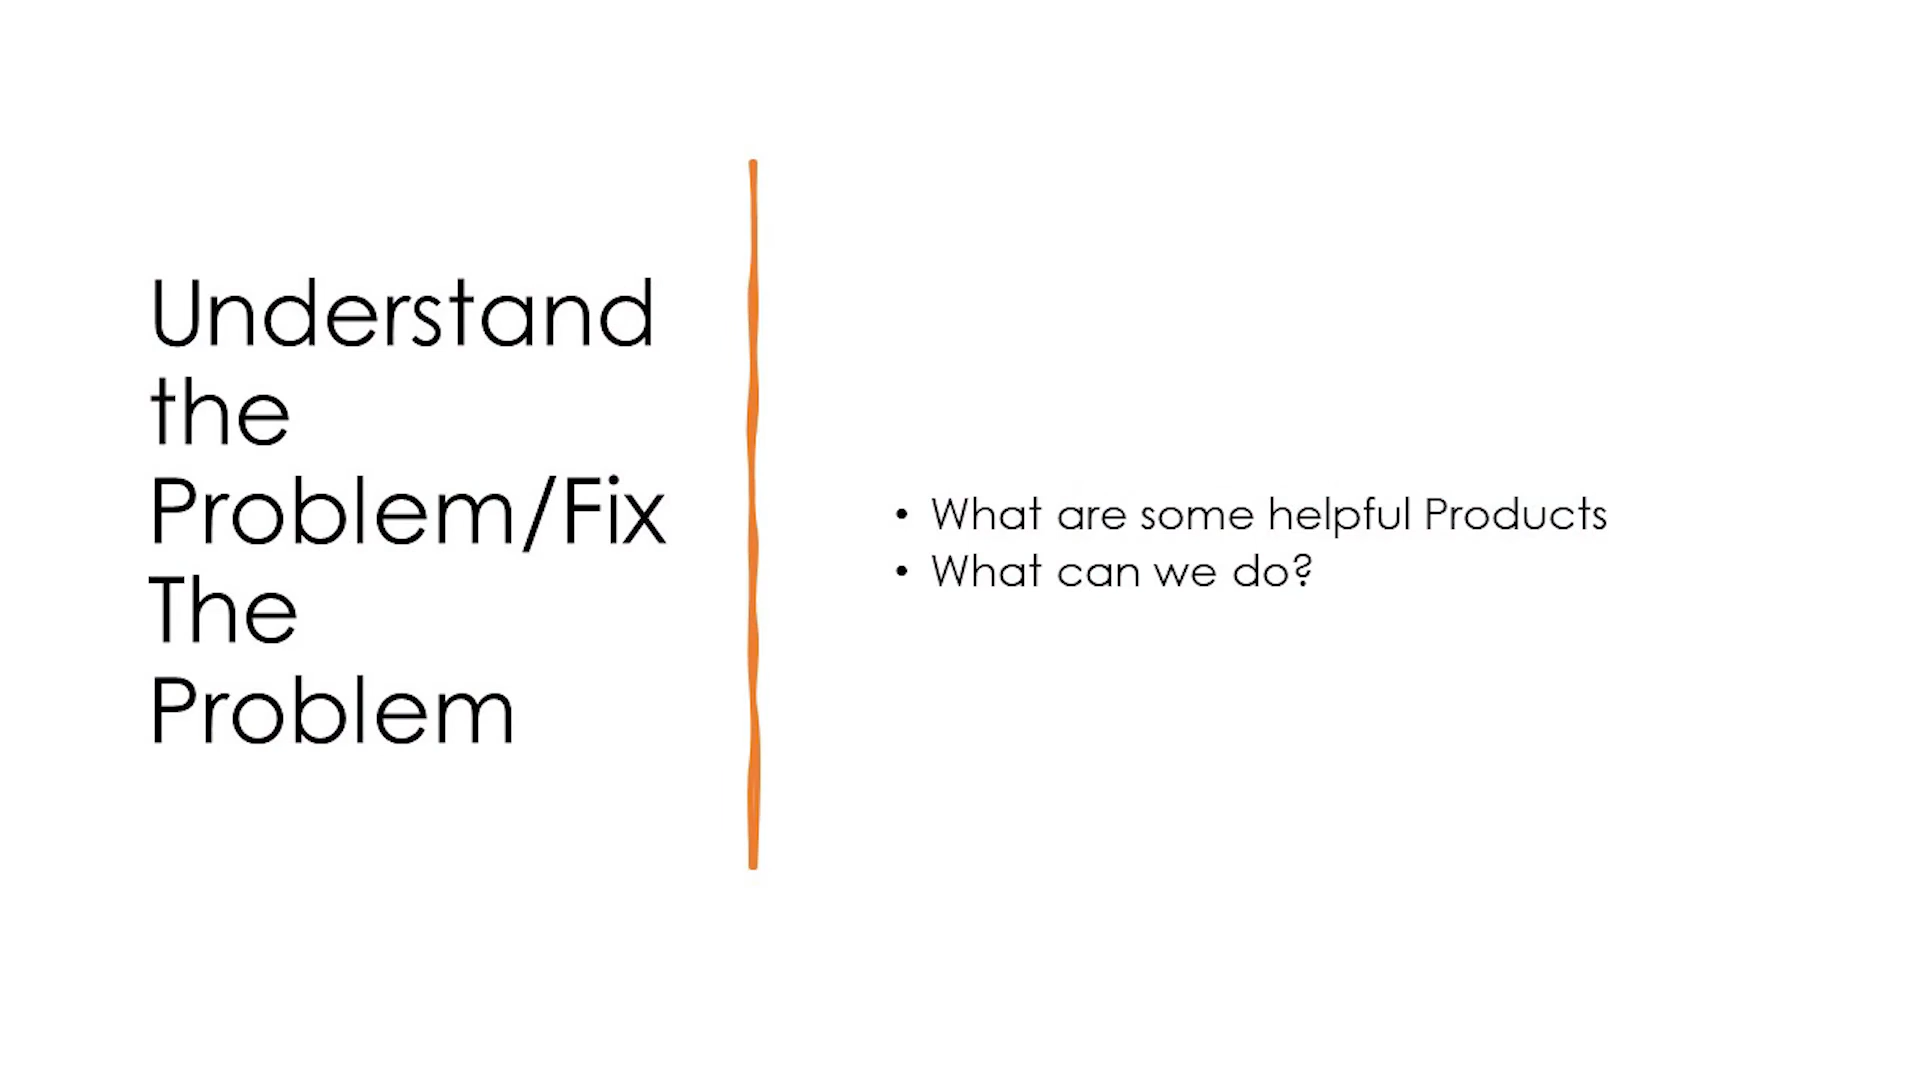 Understand
the
Problem/Fix
The
Problem
• What are some helpful Products
• What can we do?